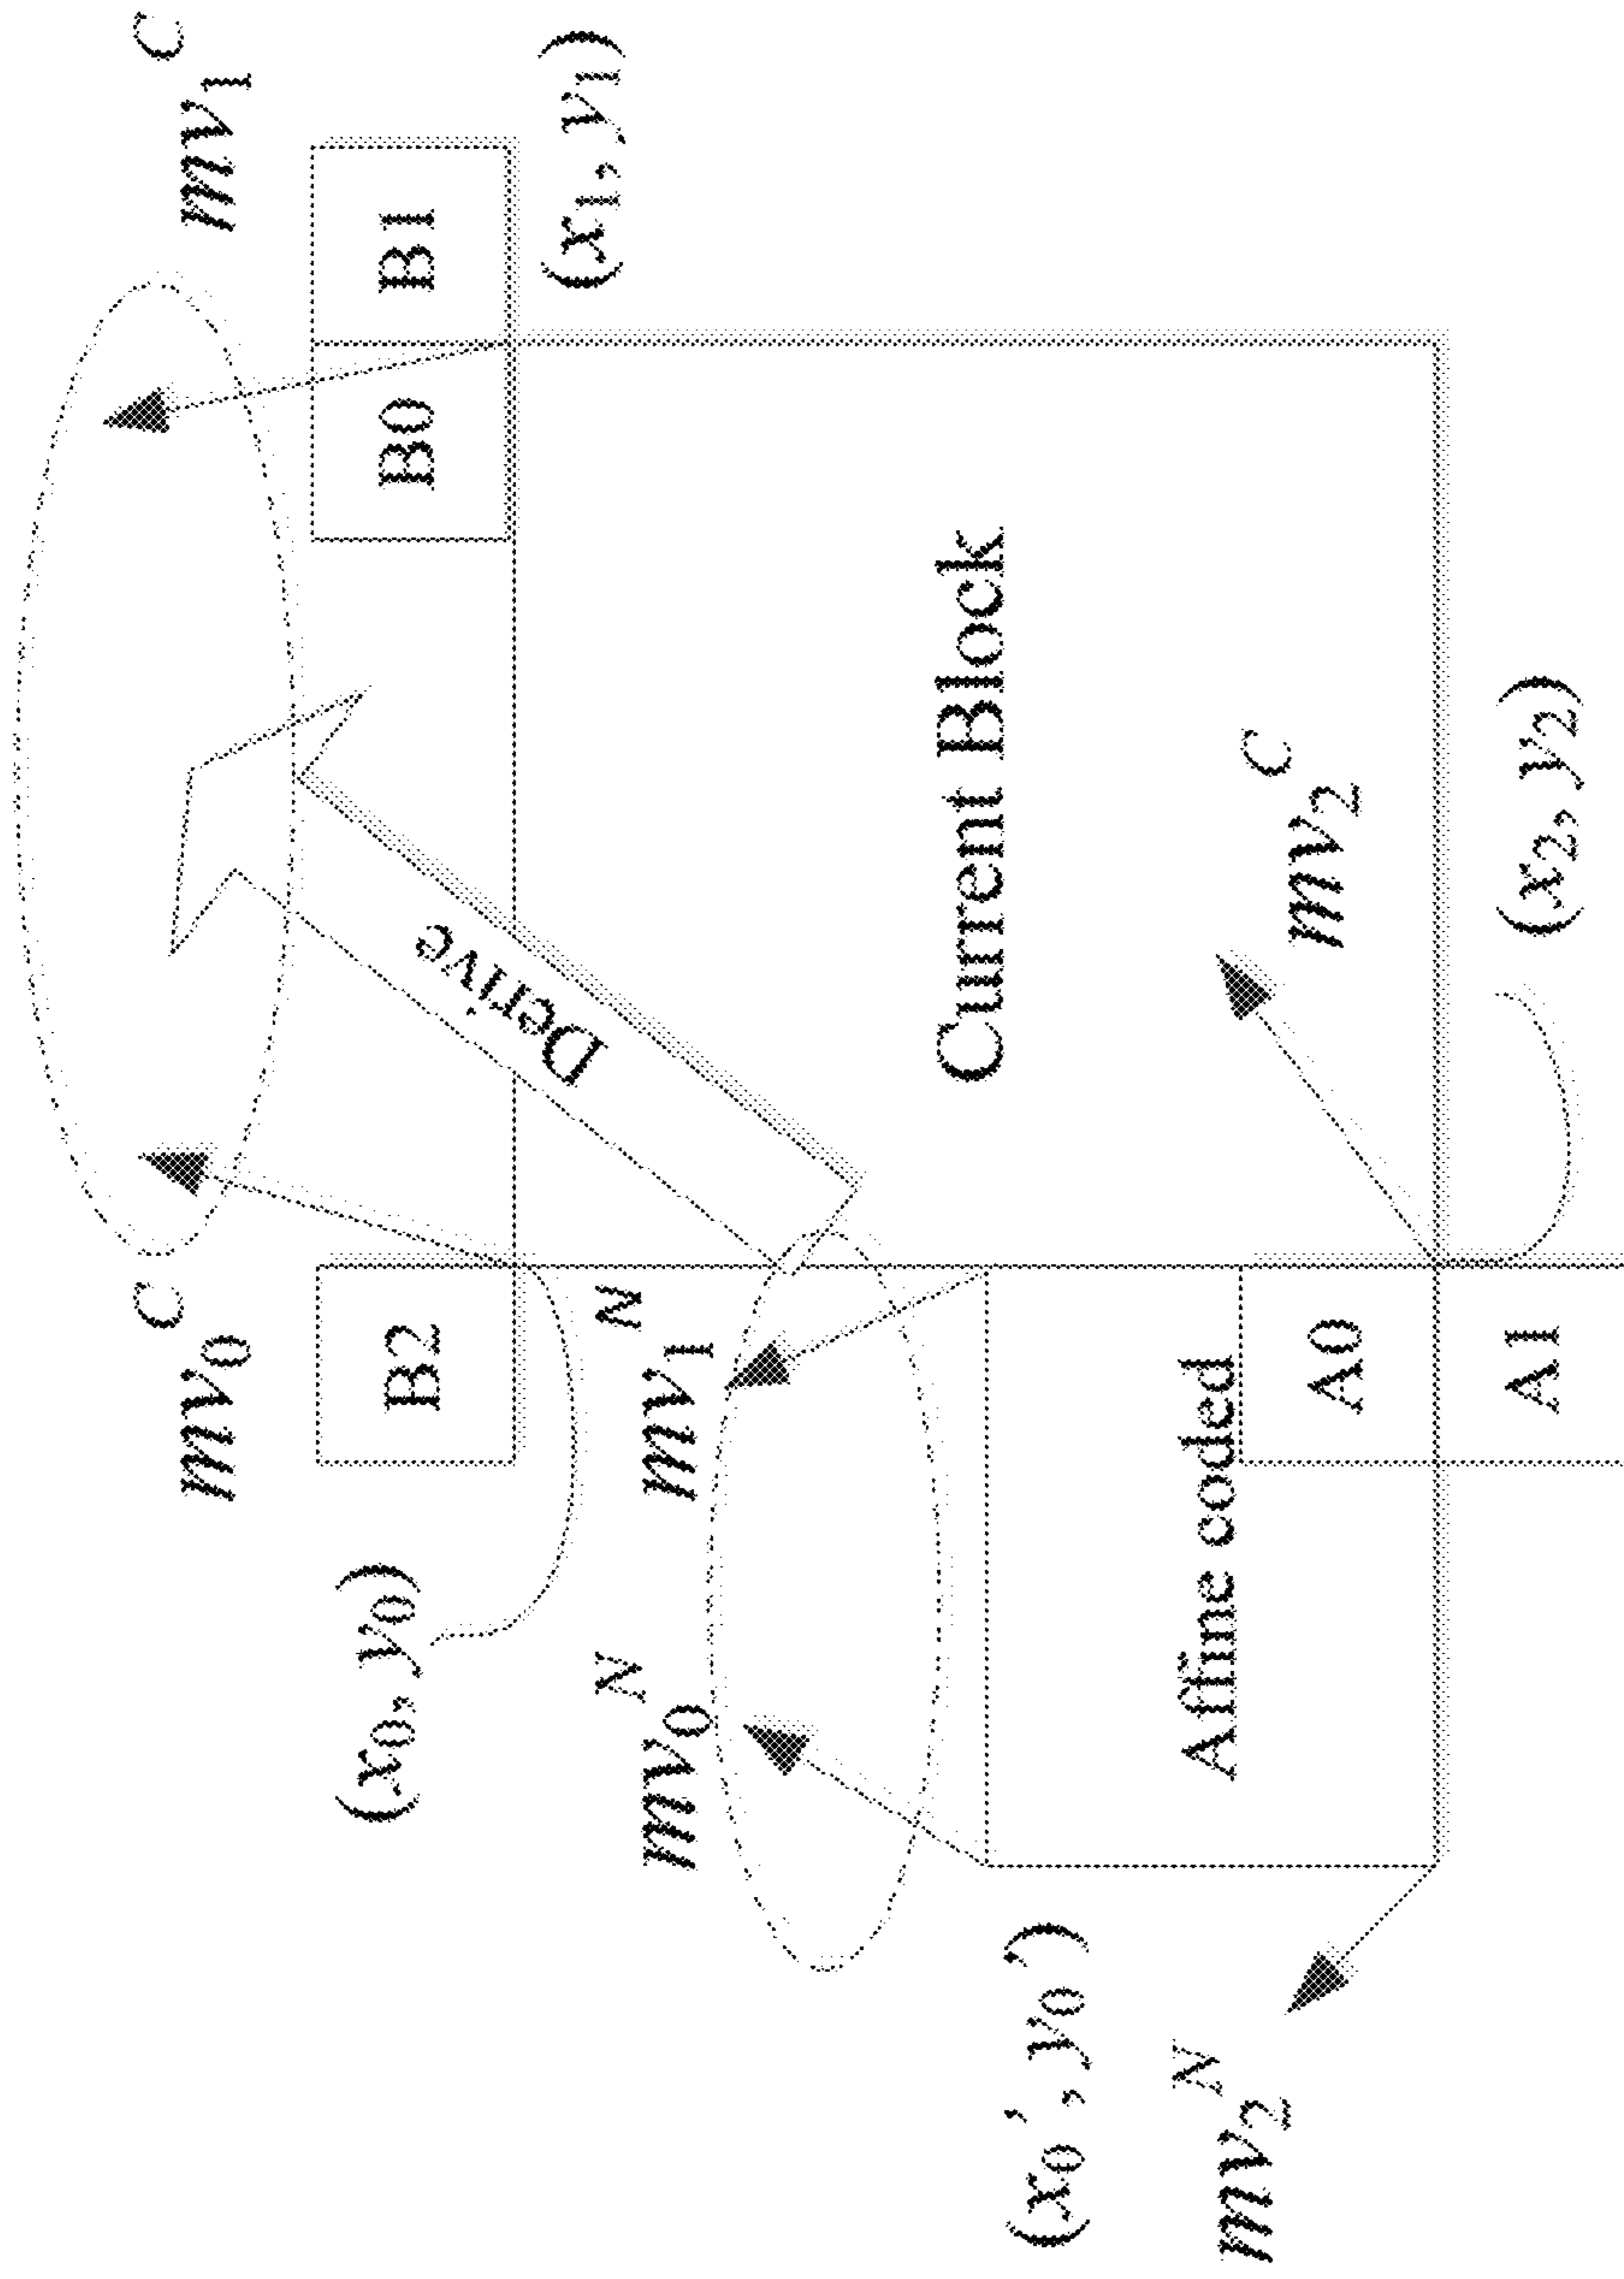 mv₀ᶜ
mv₁ᶜ
(x₀, y₀)
B2
B0
B1
(x₁, y₁)
Derive
mv₀ᴺ
mv₁ᴺ
Current Block
(x₀', y₀')
Affine coded
mv₂ᴺ
A0
mv₂ᶜ
A1
(x₂, y₂)